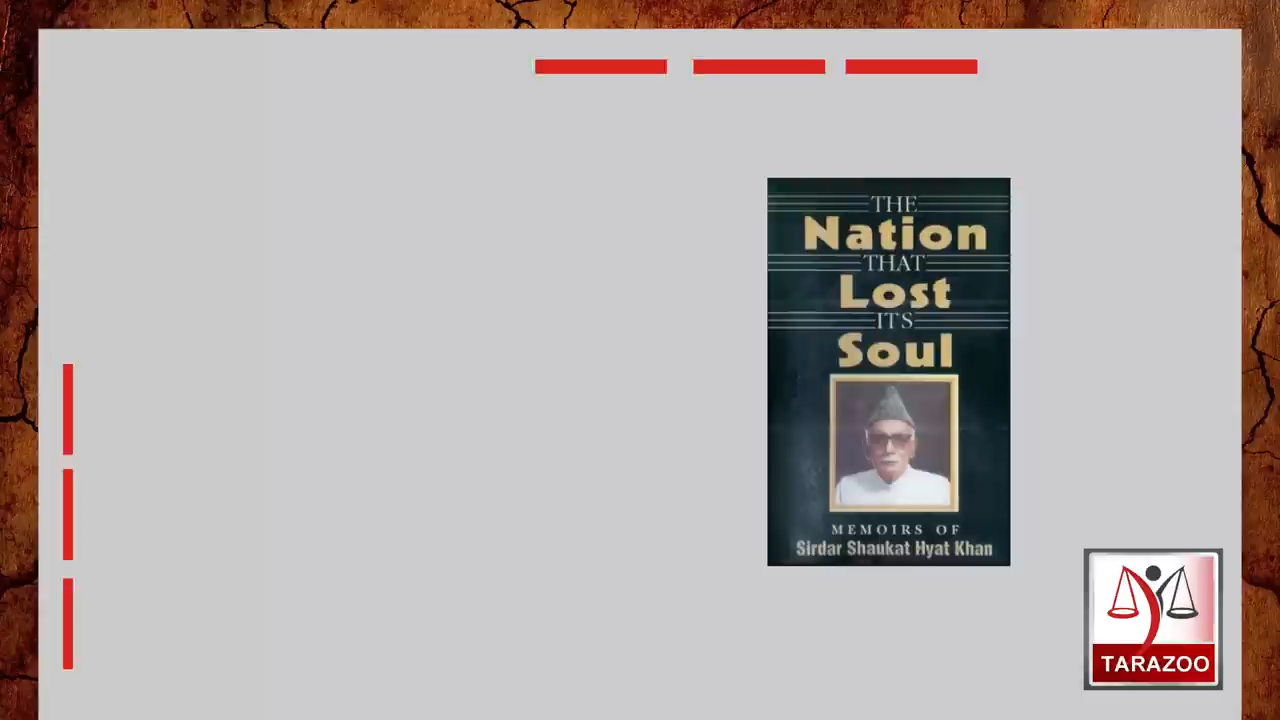 THE
Nation
THAT
Lost
ITS
Soul
MEMOIRS OF
Sirdar Shaukat Hyat Khan
TARAZOO